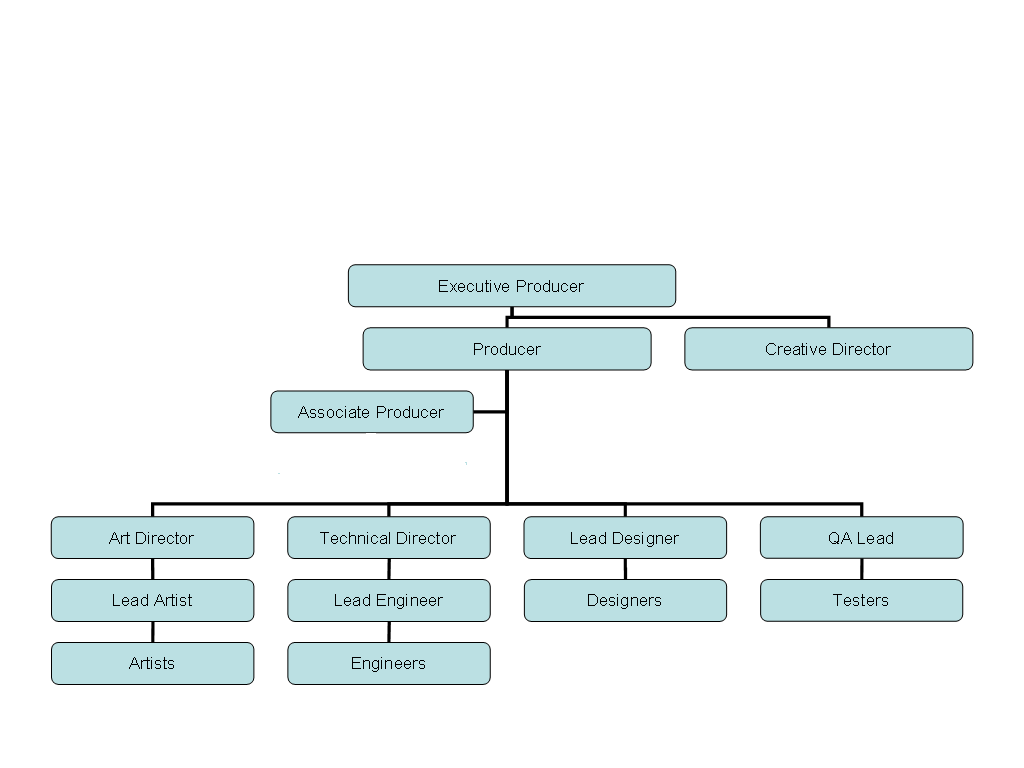 Executive Producer
Producer
Creative Director
Associate Producer
Art Director
Technical Director
Lead Designer
QA Lead
Lead Artist
Lead Engineer
Designers
Testers
Artists
Engineers